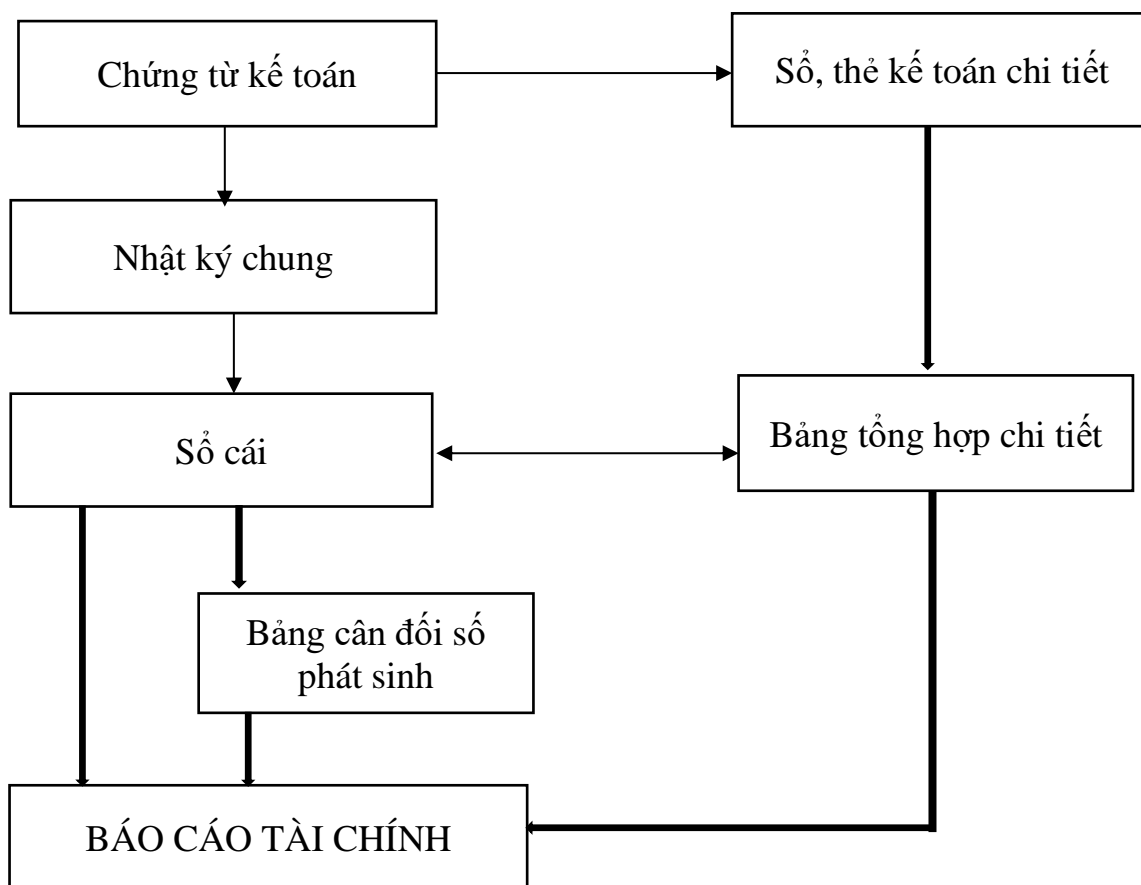 Chứng từ kế toán
Sổ, thẻ kế toán chi tiết
Nhật ký chung
Sổ cái
Bảng tổng hợp chi tiết
Bảng cân đối số
phát sinh
BÁO CÁO TÀI CHÍNH